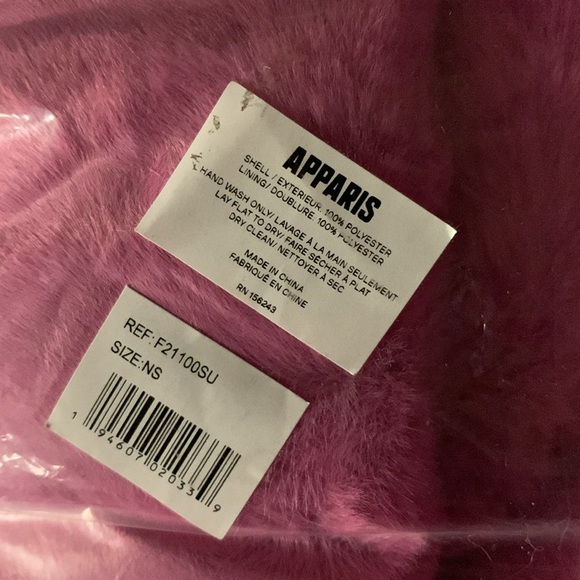 APPARIS
SHELL / EXTERIEUR: 100% POLYESTER
LINING/ DOUBLURE: 100% POLYESTER
HAND WASH ONLY/ LAVAGE À LA MAIN SEULEMENT
LAY FLAT TO DRY/ FAIRE SÉCHER À PLAT
DRY CLEAN/ NETTOYER À SEC
MADE IN CHINA
FABRIQUÉ EN CHINE
RN 156243
REF: F21100SU
SIZE: NS
1 94607 02033 9